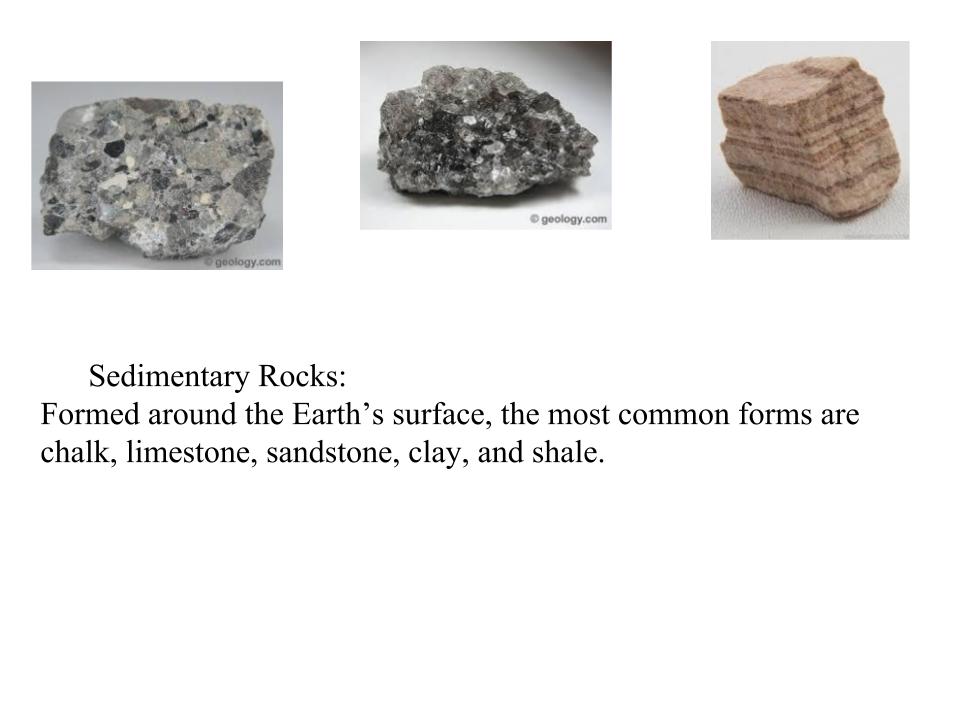 © geology.com
© geology.com
Sedimentary Rocks:
Formed around the Earth’s surface, the most common forms are
chalk, limestone, sandstone, clay, and shale.